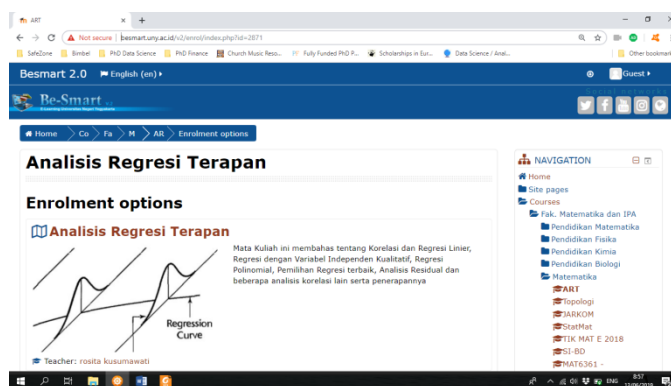 ART
Not secure | besmart.uny.ac.id/v2/enrol/index.php?id=2871
SafeZone Bimbel PhD Data Science PhD Finance Church Music Reso... Fully Funded PhD P... Scholarships in Eur... Data Science / Anal... Other bookmark
Besmart 2.0 English (en) Guest
Be-Smart
Home Co Fa M AR Enrolment options
Analisis Regresi Terapan
Enrolment options
Analisis Regresi Terapan
Mata Kuliah ini membahas tentang Korelasi dan Regresi Linier,
Regresi dengan Variabel Independen Kualitatif, Regresi
Polinomial, Pemilihan Regresi terbaik, Analisis Residual dan
beberapa analisis korelasi lain serta penerapannya
Regression
Curve
Teacher: rosita kusumawati
NAVIGATION
Home
Site pages
Courses
Fak. Matematika dan IPA
Pendidikan Matematika
Pendidikan Fisika
Pendidikan Kimia
Pendidikan Biologi
Matematika
ART
Topologi
JARKOM
StatMat
TIK MAT E 2018
SI-BD
MAT6361 -
ENG 8:57